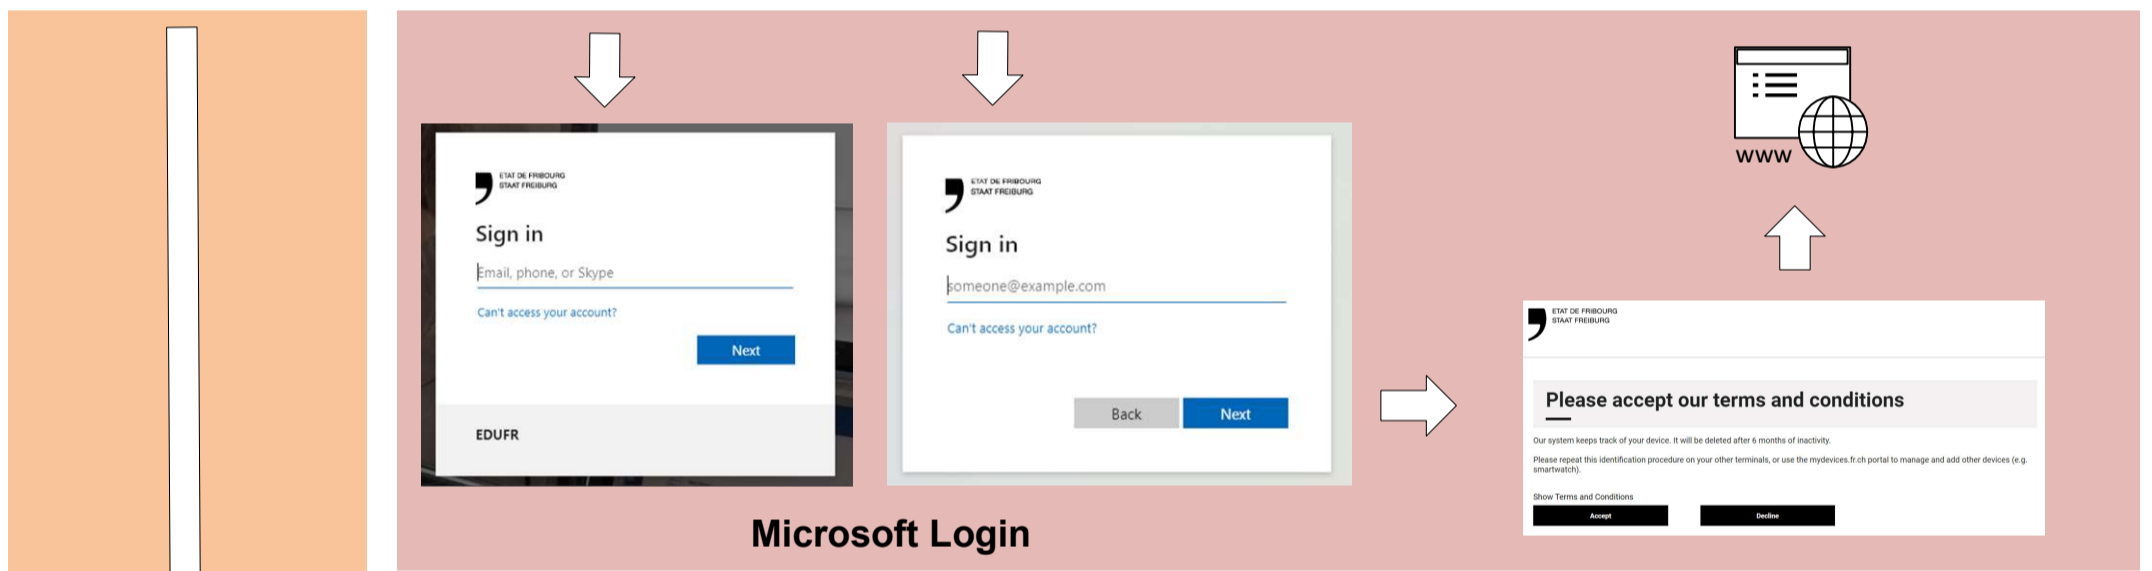 ETAT DE FRIBOURG
STAAT FREIBURG
Sign in
Email, phone, or Skype
Can't access your account?
Next
EDUFR
ETAT DE FRIBOURG
STAAT FREIBURG
Sign in
someone@example.com
Can't access your account?
Back
Next
Microsoft Login
www
ETAT DE FRIBOURG
STAAT FREIBURG
Please accept our terms and conditions
Our system keeps track of your device. It will be deleted after 6 months of inactivity.
Please repeat this identification procedure on your other terminals, or use the mydevices.fr.ch portal to manage and add other devices (e.g.
smartwatch).
Show Terms and Conditions
Accept
Decline